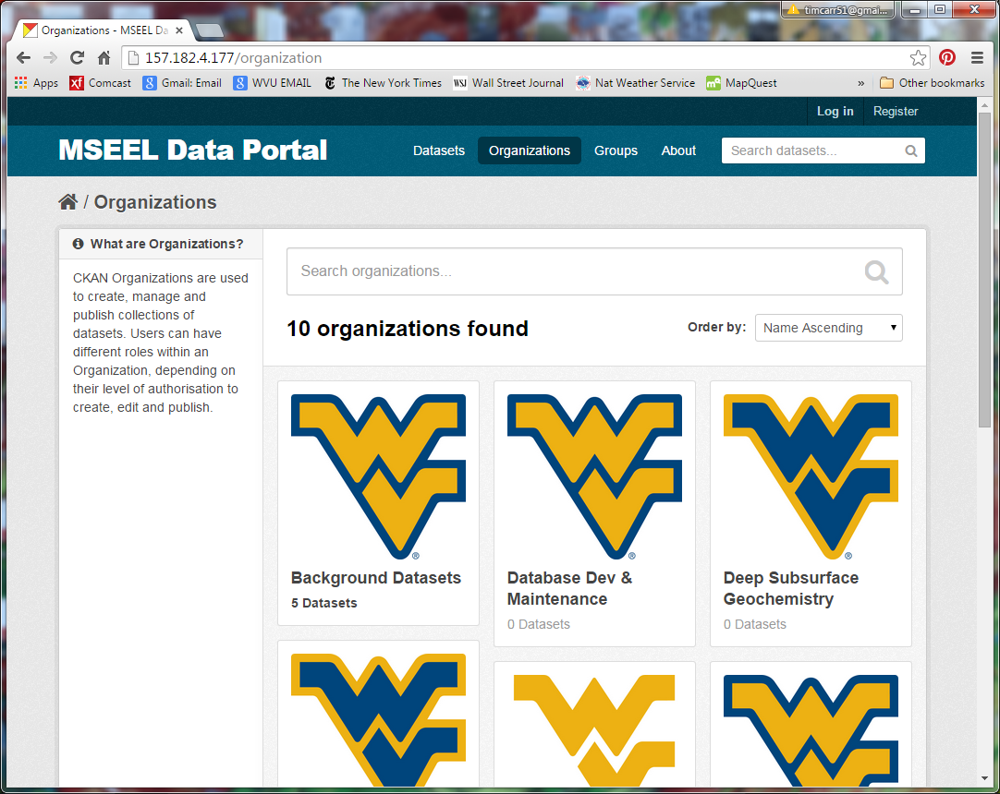 timcarr51@gmai...
Organizations - MSEEL Da
157.182.4.177/organization
Apps
xf Comcast
8 Gmail: Email
8 WVU EMAIL
T The New York Times
WSJ Wall Street Journal
Nat Weather Service
mq MapQuest
»
Other bookmarks
Log in Register
MSEEL Data Portal
Datasets Organizations Groups About
Search datasets...
/ Organizations
What are Organizations?
CKAN Organizations are used
to create, manage and
publish collections of
datasets. Users can have
different roles within an
Organization, depending on
their level of authorisation to
create, edit and publish.
Search organizations...
10 organizations found
Order by: Name Ascending
®
Background Datasets
5 Datasets
®
Database Dev &
Maintenance
0 Datasets
®
Deep Subsurface
Geochemistry
0 Datasets